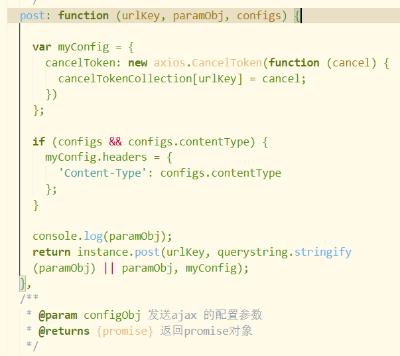 */
post: function (urlKey, paramObj, configs) {
var myConfig = {
cancelToken: new axios.CancelToken(function (cancel) {
cancelTokenCollection[urlKey] = cancel;
})
};
if (configs && configs.contentType) {
myConfig.headers = {
'Content-Type': configs.contentType
};
}
console.log(paramObj);
return instance.post(urlKey, querystring.stringify
(paramObj) || paramObj, myConfig);
},
/**
* @param configObj 发送ajax 的配置参数
* @returns {promise} 返回promise对象
*/